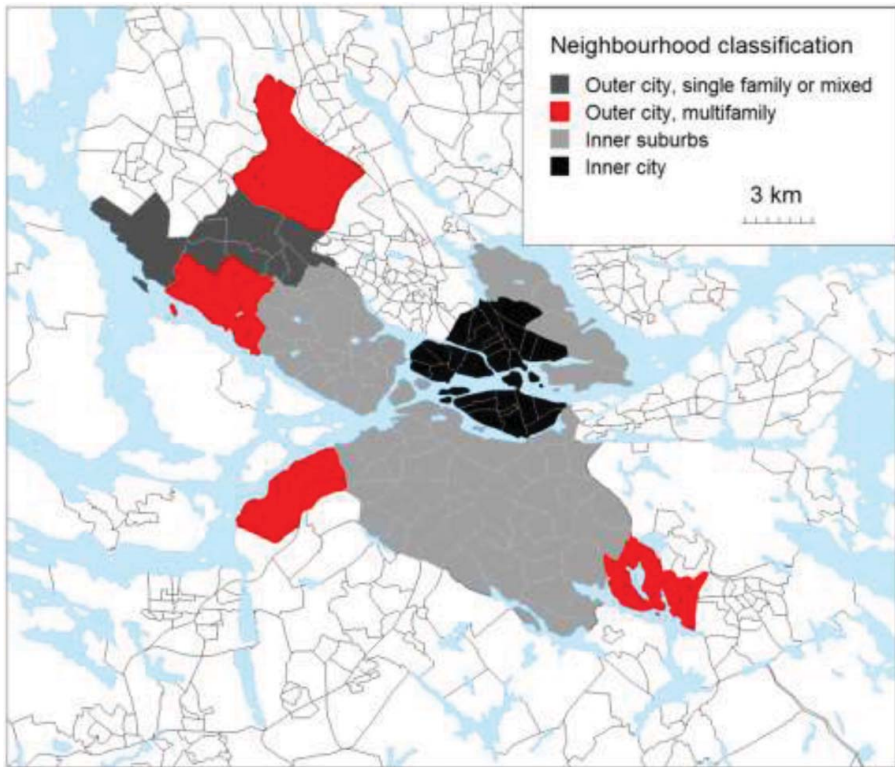 Neighbourhood classification
Outer city, single family or mixed
Outer city, multifamily
Inner suburbs
Inner city
3 km